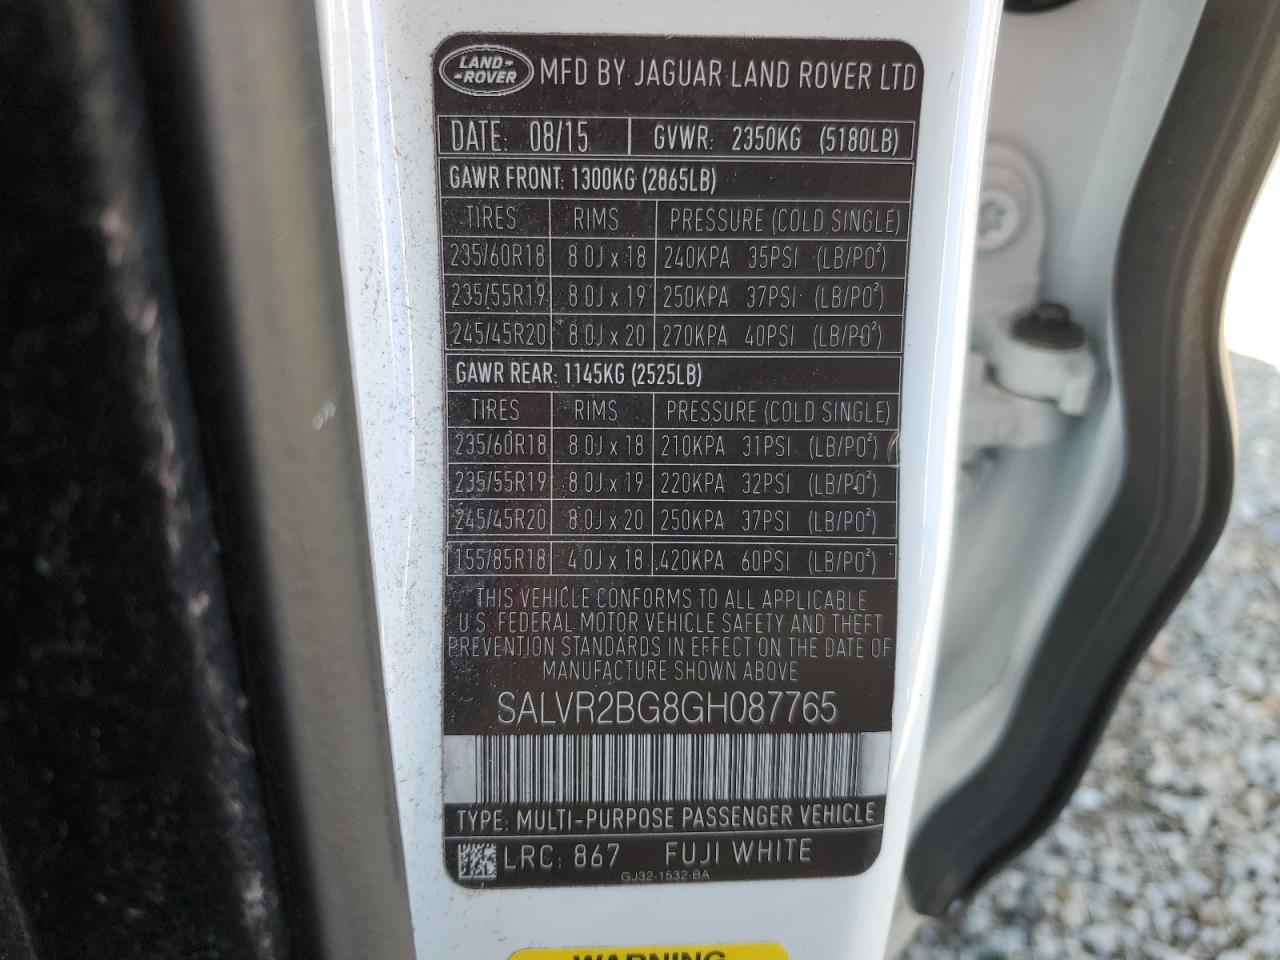 LAND-
-ROVER
MFD BY JAGUAR LAND ROVER LTD
DATE: 08/15 GVWR: 2350KG (5180LB)
GAWR FRONT: 1300KG (2865LB)
TIRES RIMS PRESSURE (COLD SINGLE)
235/60R18 8.0J x 18 240KPA 35PSI (LB/PO²)
235/55R19 8.0J x 19 250KPA 37PSI (LB/PO²)
245/45R20 8.0J x 20 270KPA 40PSI (LB/PO²)
GAWR REAR: 1145KG (2525LB)
TIRES RIMS PRESSURE (COLD SINGLE)
235/60R18 8.0J x 18 210KPA 31PSI (LB/PO²)
235/55R19 8.0J x 19 220KPA 32PSI (LB/PO²)
245/45R20 8.0J x 20 250KPA 37PSI (LB/PO²)
155/85R18 4.0J x 18 420KPA 60PSI (LB/PO²)
THIS VEHICLE CONFORMS TO ALL APPLICABLE
U.S. FEDERAL MOTOR VEHICLE SAFETY AND THEFT
PREVENTION STANDARDS IN EFFECT ON THE DATE OF
MANUFACTURE SHOWN ABOVE
SALVR2BG8GH087765
TYPE: MULTI-PURPOSE PASSENGER VEHICLE
LRC: 867 FUJI WHITE
GJ32-1532-BA
WARNING